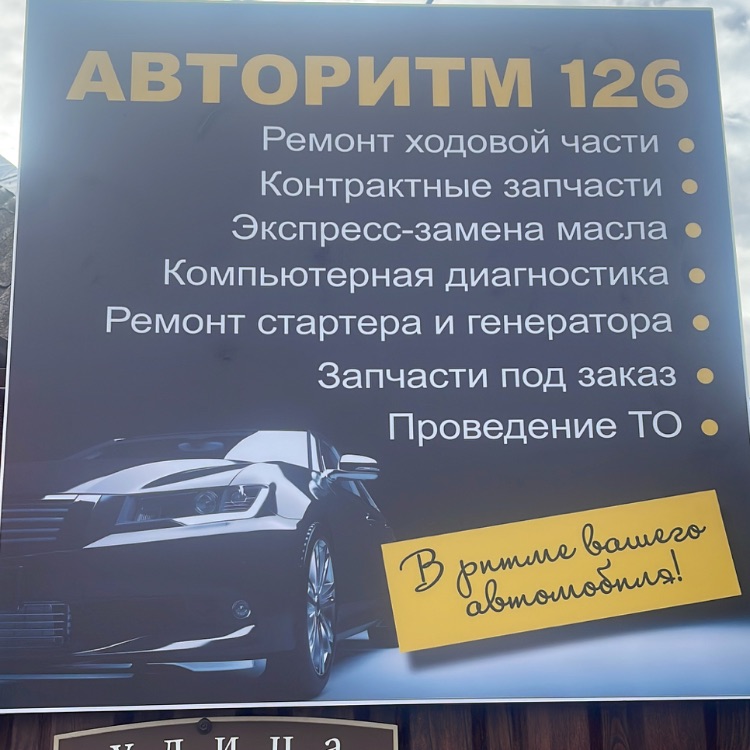 АВТОРИТМ 126
Ремонт ходовой части
Контрактные запчасти
Экспресс-замена масла
Компьютерная диагностика
Ремонт стартера и генератора
Запчасти под заказ
Проведение ТО
В ритме вашего
автомобиля!
улица